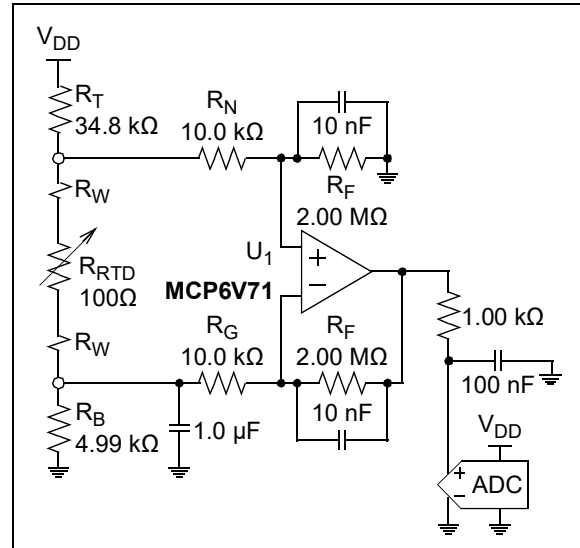 VDD
RT
34.8 kΩ
RN
10.0 kΩ
10 nF
RW
RF
2.00 MΩ
U1
RRTD
100Ω
MCP6V71
RW
RG
10.0 kΩ
RF
2.00 MΩ
10 nF
1.00 kΩ
100 nF
RB
4.99 kΩ
1.0 µF
VDD
ADC